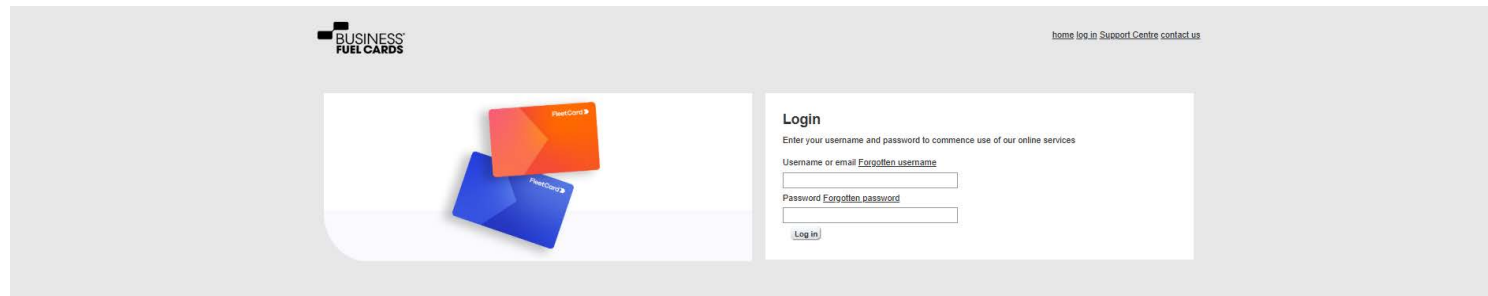 BUSINESS
FUEL CARDS
home log in Support Centre contact us
FleetCard
FleetCard
Login
Enter your username and password to commence use of our online services
Username or email Forgotten username
Password Forgotten password
Log in